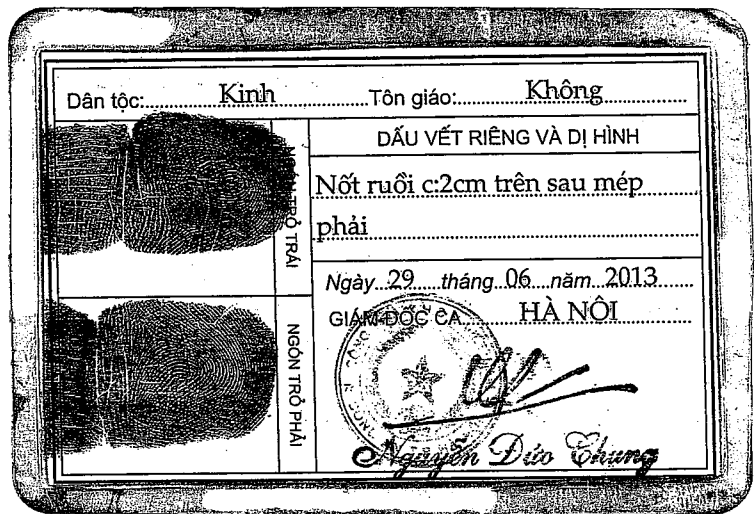 Dân tộc: Kinh Tôn giáo: Không
NGÓN TRỎ TRÁI
DẤU VẾT RIÊNG VÀ DỊ HÌNH
Nốt ruồi c:2cm trên sau mép
phải
NGÓN TRỎ PHẢI
Ngày 29 tháng 06 năm 2013
GIÁM ĐỐC CA HÀ NỘI
Nguyễn Đức Chung